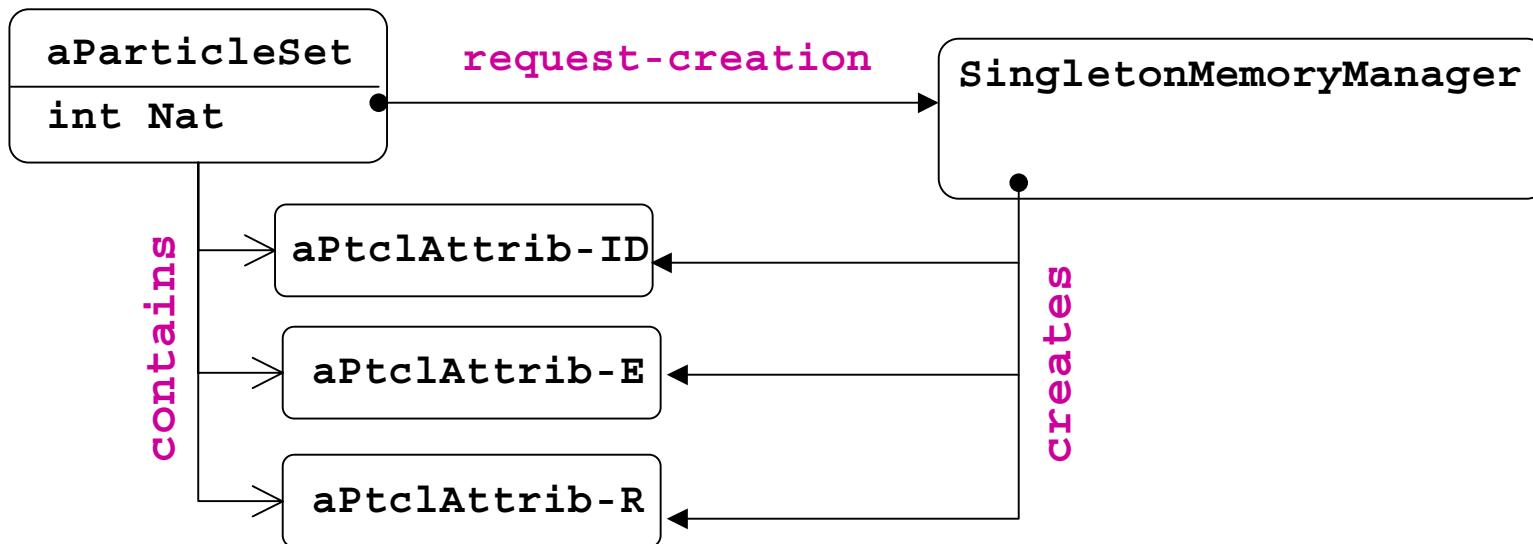 aParticleSet
int Nat
request-creation
SingletonMemoryManager
contains
aPtclAttrib-ID
aPtclAttrib-E
aPtclAttrib-R
creates